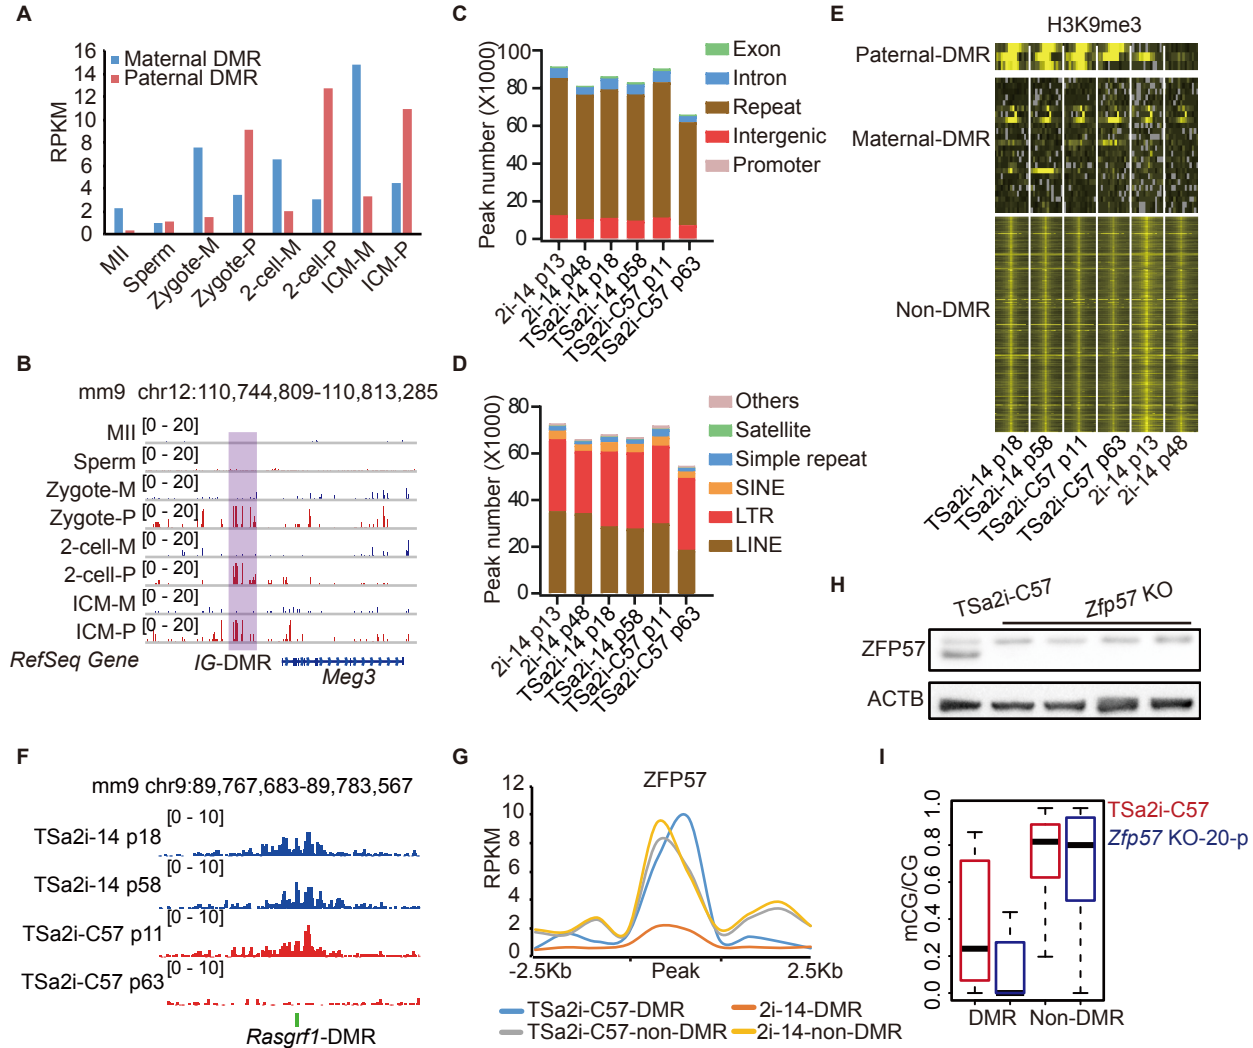 A
16
14
12
10
8
6
4
2
0
RPKM
Maternal DMR
Paternal DMR
MII
Sperm
Zygote-M
Zygote-P
2-cell-M
2-cell-P
ICM-M
ICM-P
B
mm9 chr12:110,744,809-110,813,285
MII [0 - 20]
Sperm [0 - 20]
Zygote-M [0 - 20]
Zygote-P [0 - 20]
2-cell-M [0 - 20]
2-cell-P [0 - 20]
ICM-M [0 - 20]
ICM-P [0 - 20]
RefSeq Gene
IG-DMR
Meg3
C
Peak number (X1000)
100
80
60
40
20
0
Exon
Intron
Repeat
Intergenic
Promoter
2i-14 p13
2i-14 p48
TSa2i-14 p18
TSa2i-14 p58
TSa2i-C57 p11
TSa2i-C57 p63
D
Peak number (X1000)
80
60
40
20
0
Others
Satellite
Simple repeat
SINE
LTR
LINE
2i-14 p13
2i-14 p48
TSa2i-14 p18
TSa2i-14 p58
TSa2i-C57 p11
TSa2i-C57 p63
E
H3K9me3
Paternal-DMR
Maternal-DMR
Non-DMR
TSa2i-14 p18
TSa2i-14 p58
TSa2i-C57 p11
TSa2i-C57 p63
2i-14 p13
2i-14 p48
F
mm9 chr9:89,767,683-89,783,567
[0 - 10]
TSa2i-14 p18
[0 - 10]
TSa2i-14 p58
[0 - 10]
TSa2i-C57 p11
[0 - 10]
TSa2i-C57 p63
Rasgrf1-DMR
G
ZFP57
RPKM
12
10
8
6
4
2
0
-2.5Kb
Peak
2.5Kb
TSa2i-C57-DMR
2i-14-DMR
TSa2i-C57-non-DMR
2i-14-non-DMR
H
TSa2i-C57
Zfp57 KO
ZFP57
ACTB
I
mCG/CG
1.0
0.8
0.6
0.4
0.2
0.0
TSa2i-C57
Zfp57 KO-20-p
DMR
Non-DMR